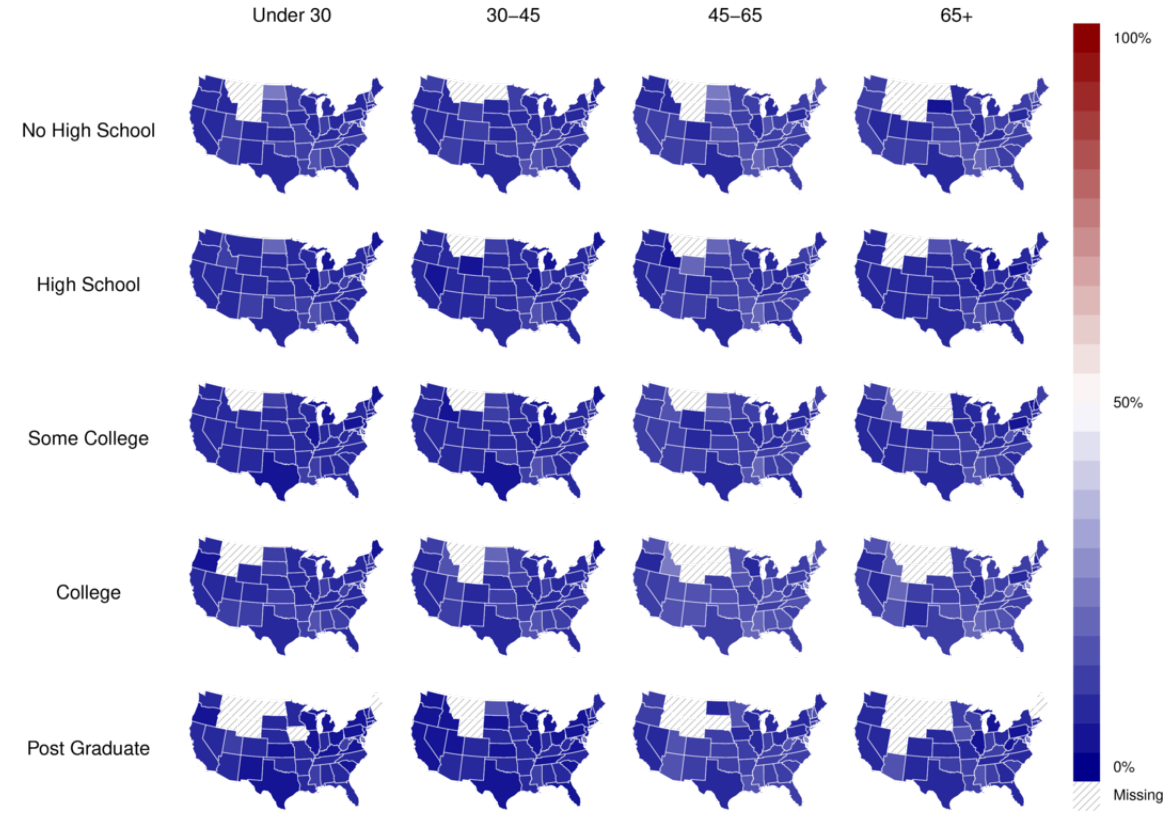 Under 30
30–45
45–65
65+
100%
No High School
High School
50%
Some College
College
Post Graduate
0%
Missing